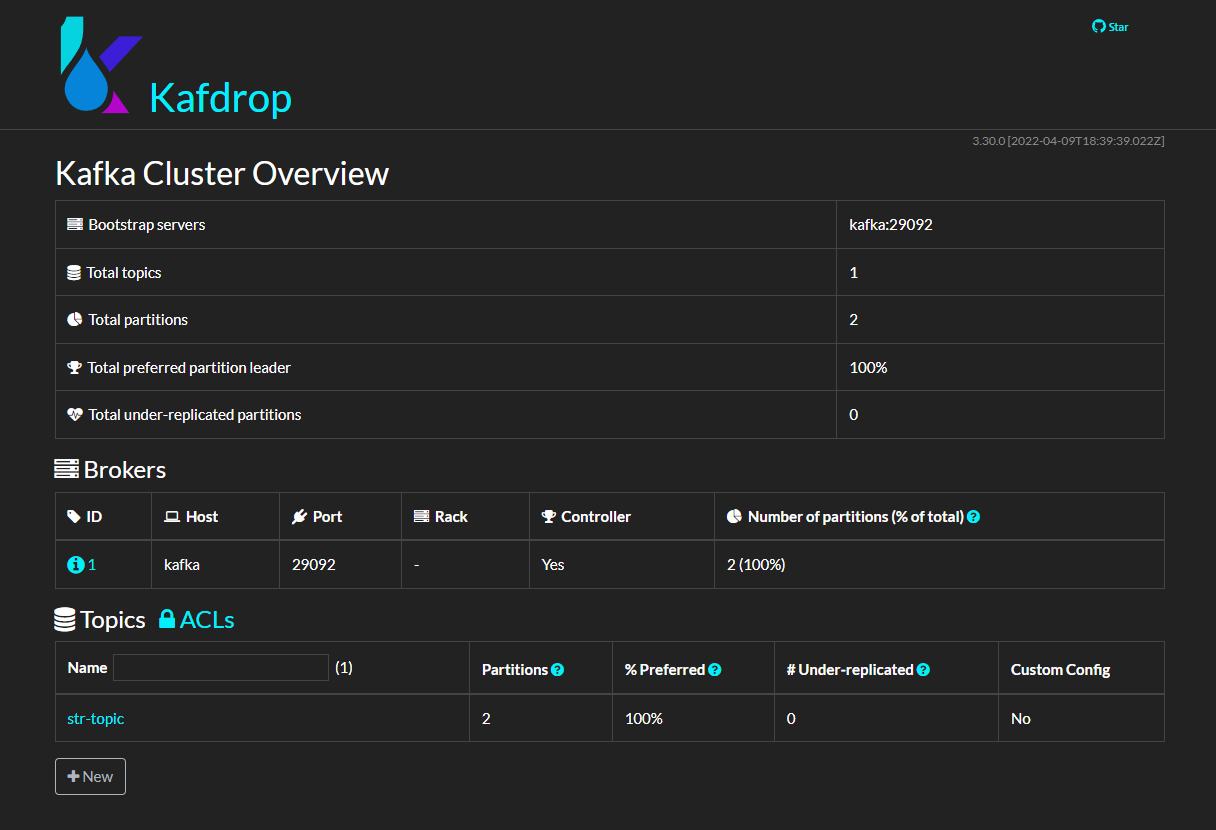 Star
Kafdrop
3.30.0 [2022-04-09T18:39:39.022Z]
Kafka Cluster Overview
Bootstrap servers kafka:29092
Total topics 1
Total partitions 2
Total preferred partition leader 100%
Total under-replicated partitions 0
Brokers
ID Host Port Rack Controller Number of partitions (% of total) ?
1 kafka 29092 - Yes 2 (100%)
Topics ACLs
Name (1) Partitions ? % Preferred ? # Under-replicated ? Custom Config
str-topic 2 100% 0 No
New